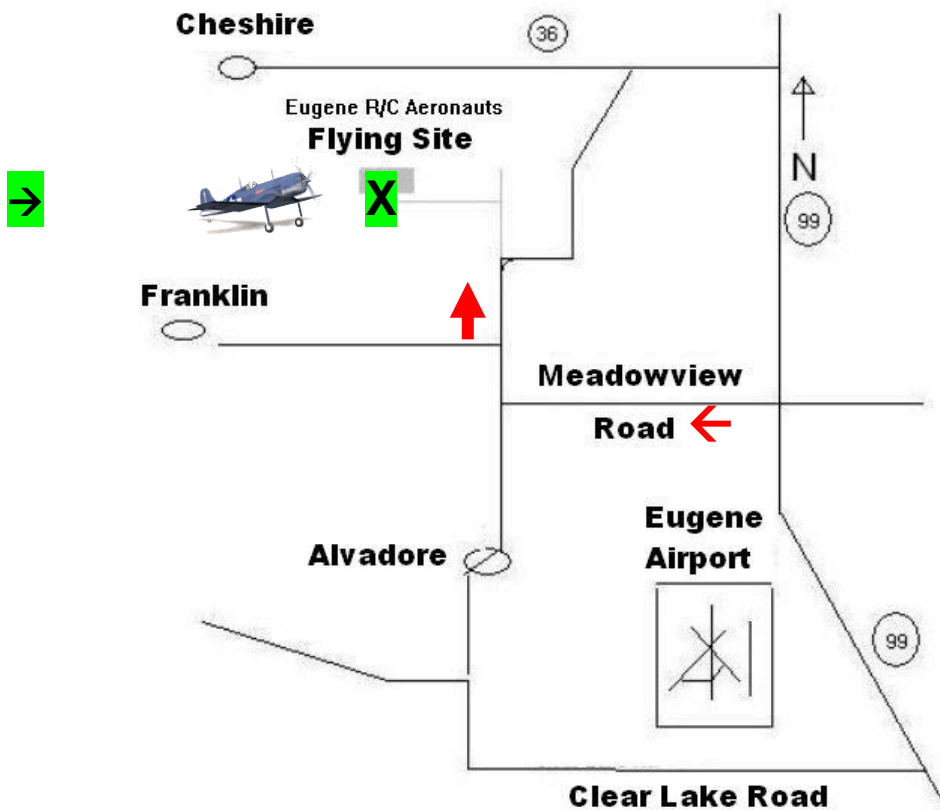 Cheshire
36
Eugene R/C Aeronauts
Flying Site
N
→
X
99
Franklin
Meadowview
Road ←
Eugene
Airport
Alvadore
99
Clear Lake Road